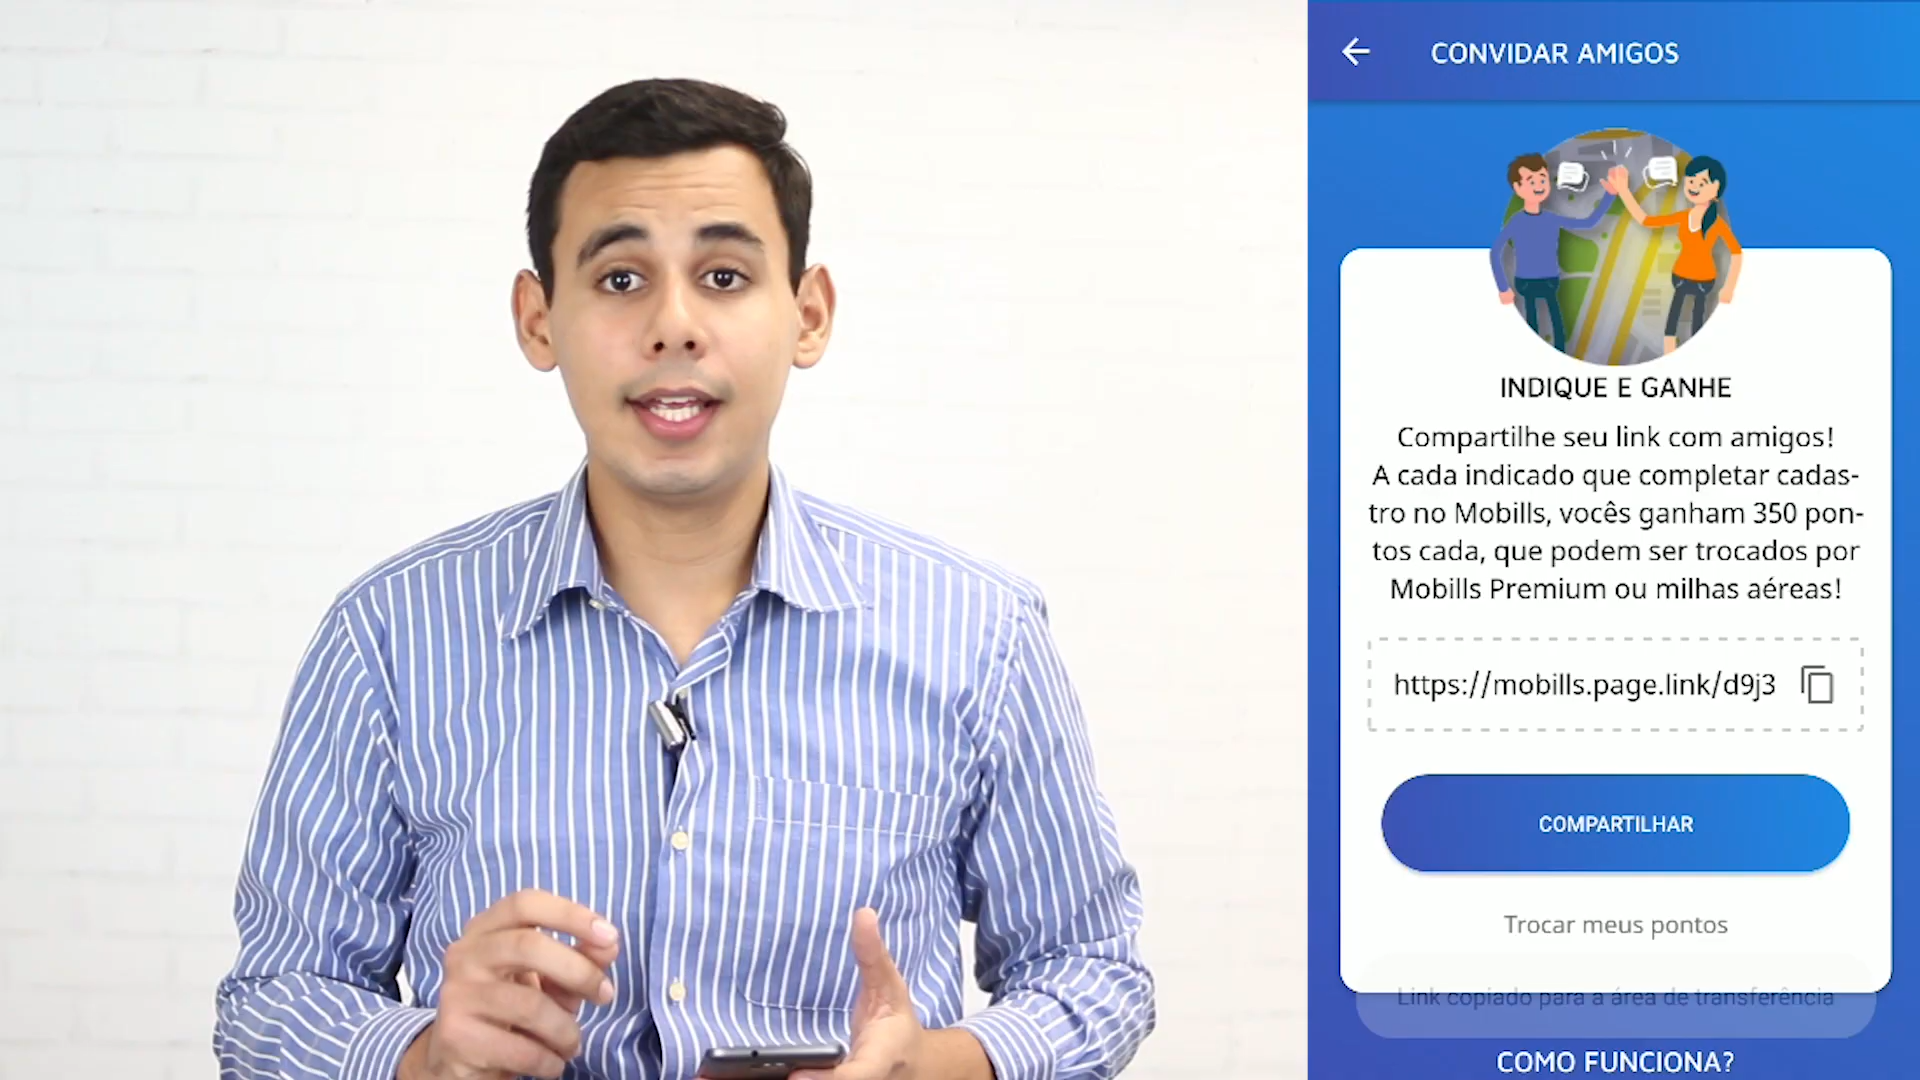 CONVIDAR AMIGOS
INDIQUE E GANHE
Compartilhe seu link com amigos!
A cada indicado que completar cadas-
tro no Mobills, vocês ganham 350 pon-
tos cada, que podem ser trocados por
Mobills Premium ou milhas aéreas!
https://mobills.page.link/d9j3
COMPARTILHAR
Trocar meus pontos
Link copiado para a área de transferência
COMO FUNCIONA?